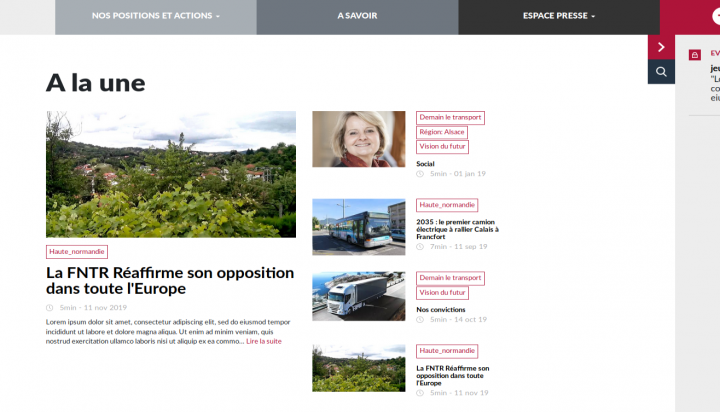 NOS POSITIONS ET ACTIONS
A SAVOIR
ESPACE PRESSE
A la une
Haute_normandie
La FNTR Réaffirme son opposition
dans toute l'Europe
5min - 11 nov 2019
Lorem ipsum dolor sit amet, consectetur adipiscing elit, sed do eiusmod tempor
incididunt ut labore et dolore magna aliqua. Ut enim ad minim veniam, quis
nostrud exercitation ullamco laboris nisi ut aliquip ex ea commo... Lire la suite
Demain le transport
Région: Alsace
Vision du futur
Social
5min - 01 jan 19
Haute_normandie
2035 : le premier camion
électrique à rallier Calais à
Francfort
7min - 11 sep 19
Demain le transport
Vision du futur
Nos convictions
5min - 14 oct 19
Haute_normandie
La FNTR Réaffirme son
opposition dans toute
l'Europe
5min - 11 nov 19
EV
jeu
"Lo
co
eiu